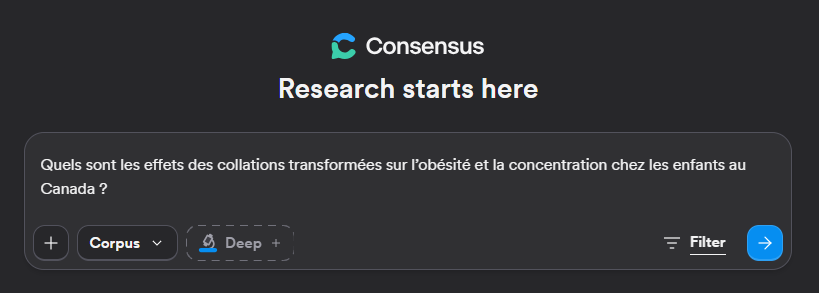 Consensus
Research starts here
Quels sont les effets des collations transformées sur l’obésité et la concentration chez les enfants au
Canada ?
Corpus Deep + Filter